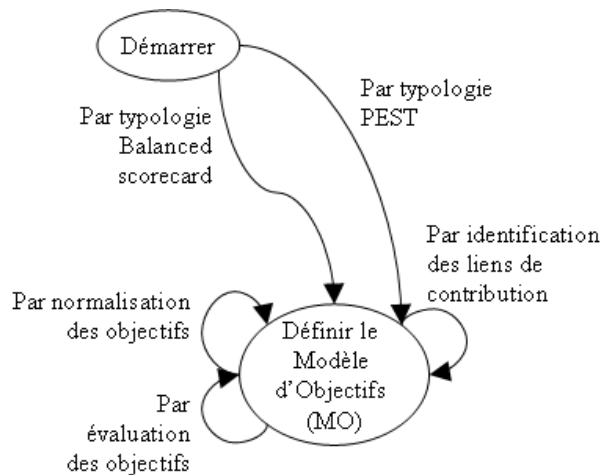 Démarrer
Par typologie
Balanced
scorecard
Par typologie
PEST
Par identification
des liens de
contribution
Par normalisation
des objectifs
Définir le
Modèle
d'Objectifs
(MO)
Par
évaluation
des objectifs